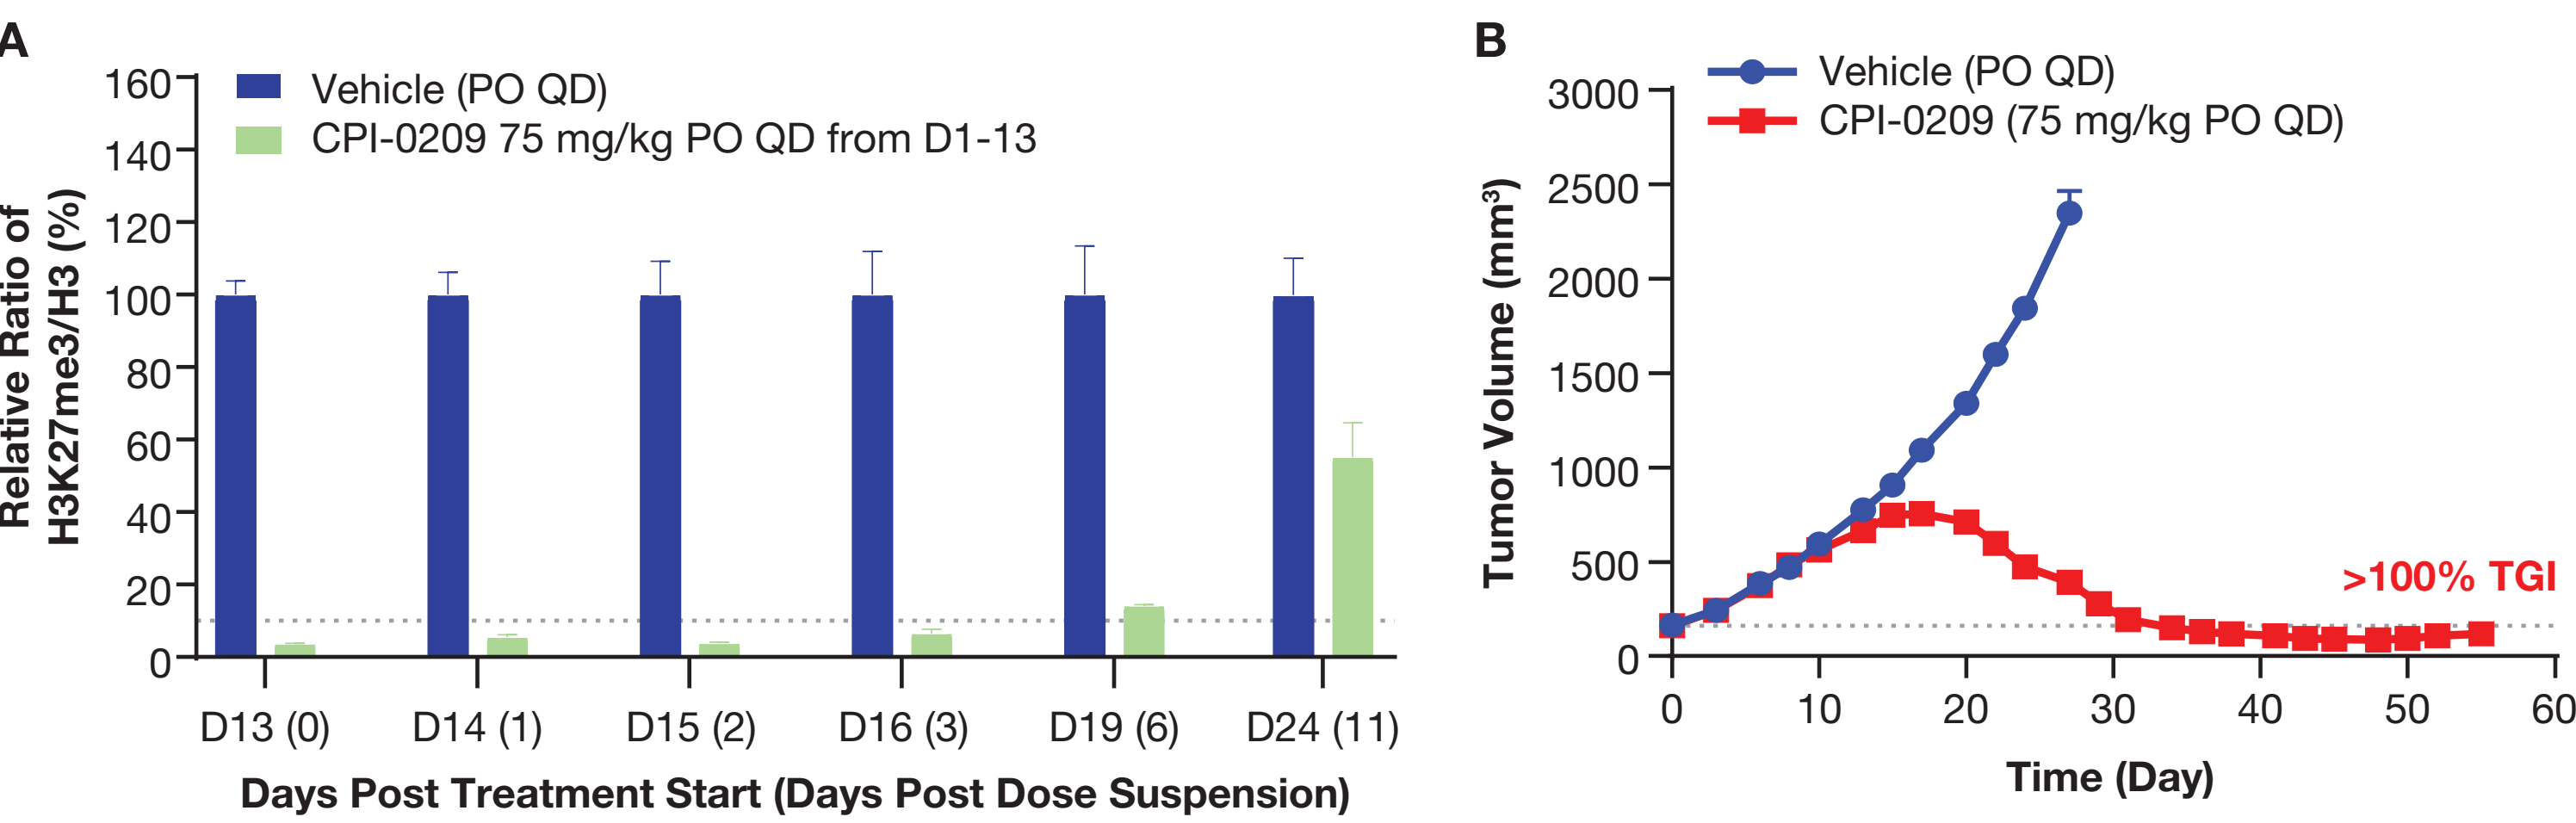 A
Relative Ratio of
H3K27me3/H3 (%)
160
140
120
100
80
60
40
20
0
Vehicle (PO QD)
CPI-0209 75 mg/kg PO QD from D1-13
D13 (0) D14 (1) D15 (2) D16 (3) D19 (6) D24 (11)
Days Post Treatment Start (Days Post Dose Suspension)
B
Tumor Volume (mm³)
3000
2500
2000
1500
1000
500
0
Vehicle (PO QD)
CPI-0209 (75 mg/kg PO QD)
>100% TGI
0 10 20 30 40 50 60
Time (Day)